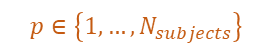 p ∈ {1, … , N_subjects}